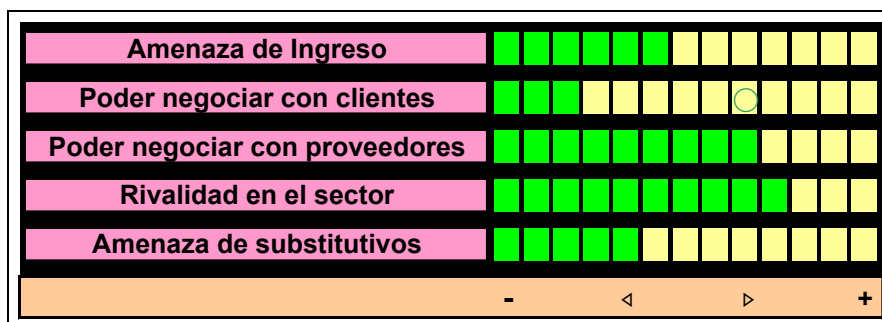 Amenaza de Ingreso
Poder negociar con clientes
Poder negociar con proveedores
Rivalidad en el sector
Amenaza de substitutivos
- ◁ ▷ +